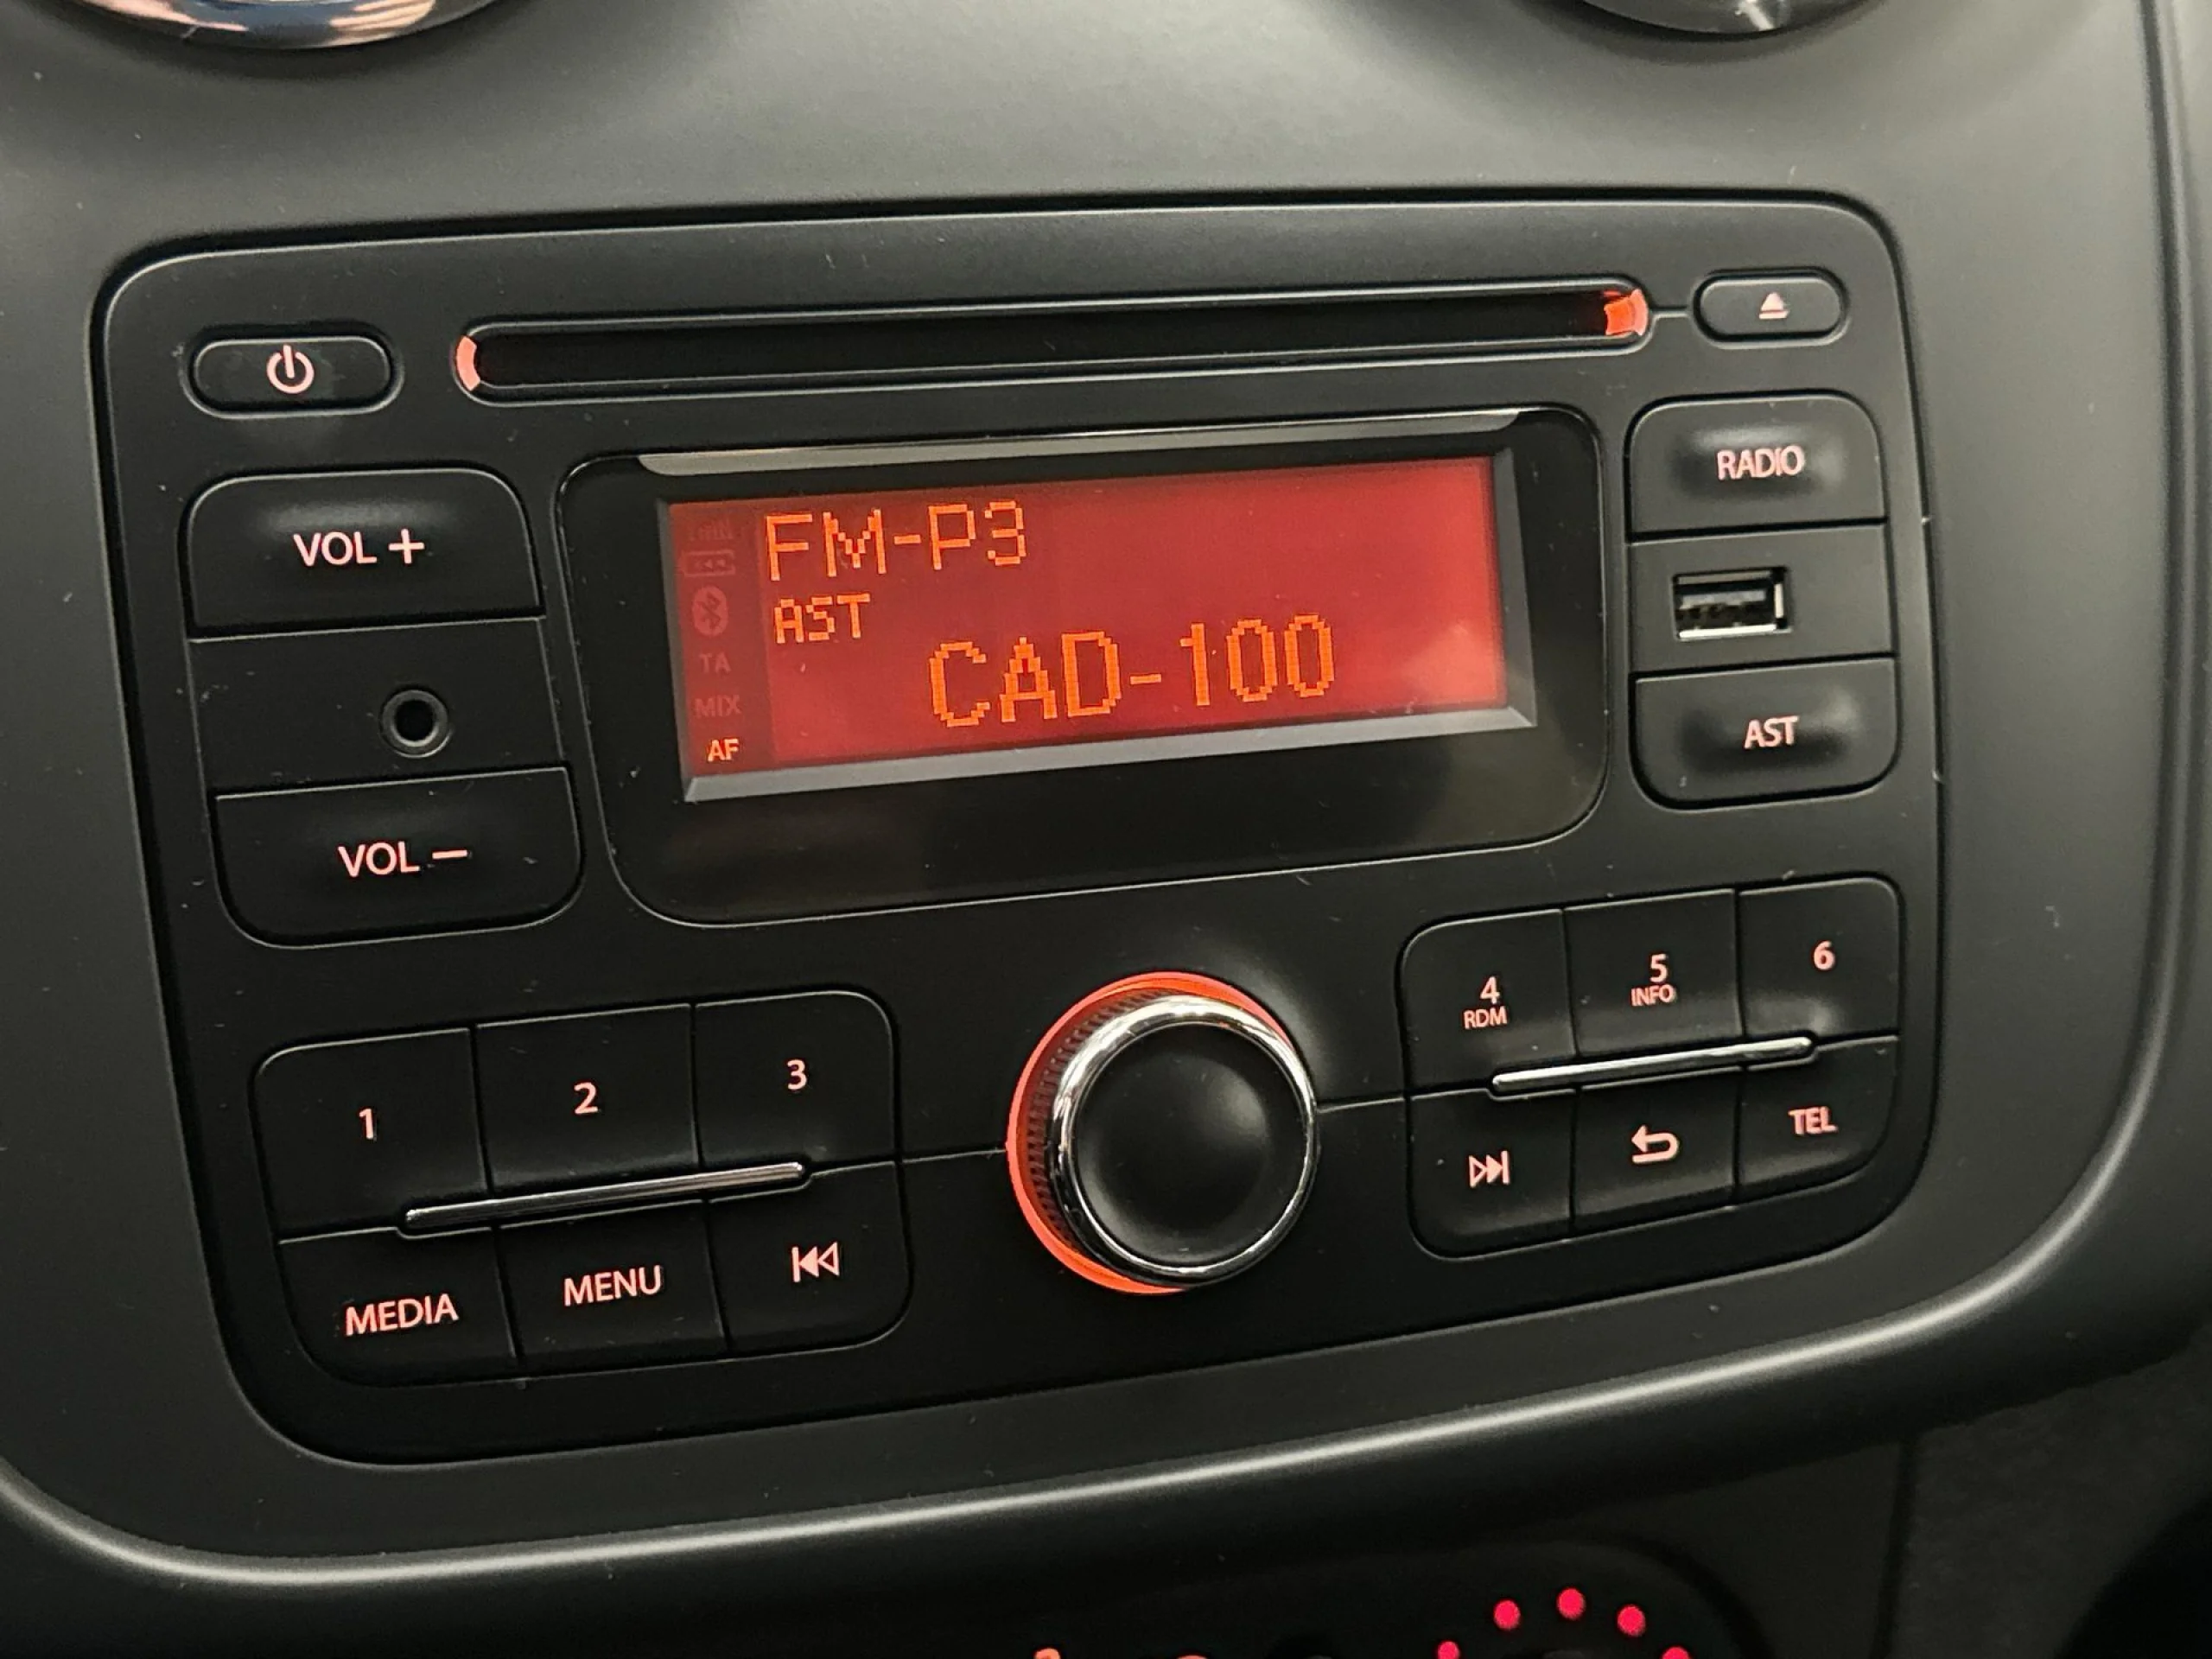 VOL +
VOL −
FM-P3
AST
CAD-100
TA
MIX
AF
RADIO
AST
1
2
3
MEDIA
MENU
4
RDM
5
INFO
6
TEL